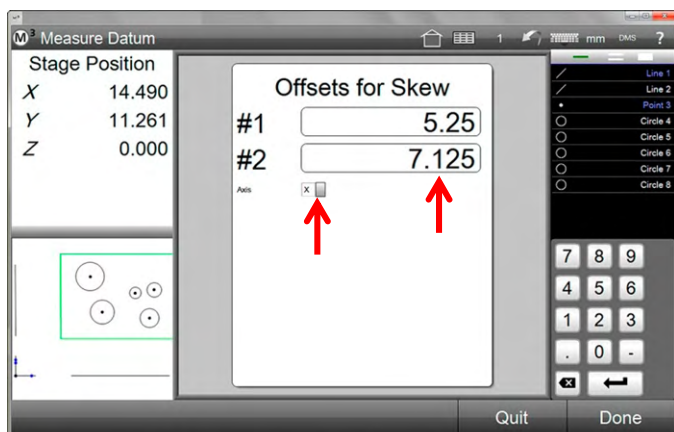 M³ Measure Datum
1 mm DMS ?
Stage Position
X 14.490
Y 11.261
Z 0.000
Offsets for Skew
#1 5.25
#2 7.125
Axis X
Line 1
Line 2
Point 3
Circle 4
Circle 5
Circle 6
Circle 7
Circle 8
7 8 9
4 5 6
1 2 3
. 0 -
Quit Done